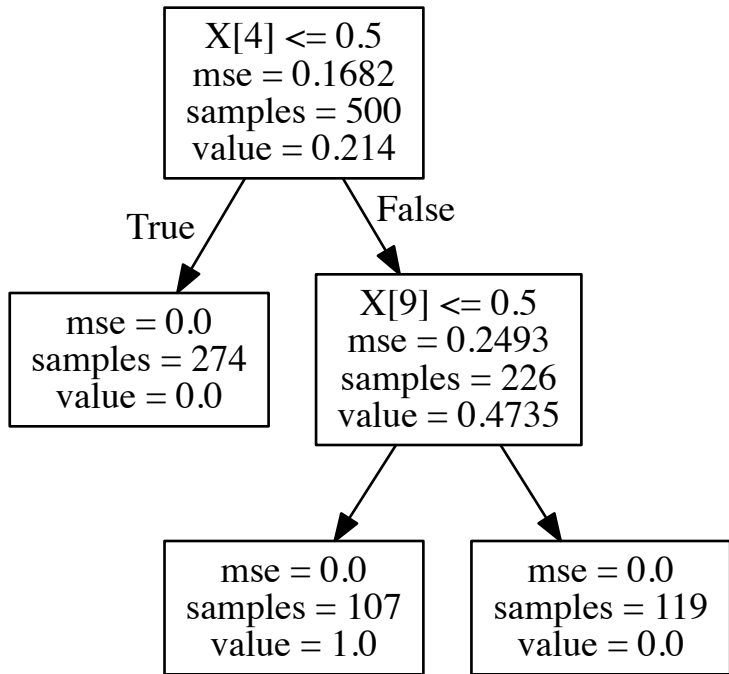 X[4] <= 0.5
mse = 0.1682
samples = 500
value = 0.214
True
False
mse = 0.0
samples = 274
value = 0.0
X[9] <= 0.5
mse = 0.2493
samples = 226
value = 0.4735
mse = 0.0
samples = 107
value = 1.0
mse = 0.0
samples = 119
value = 0.0